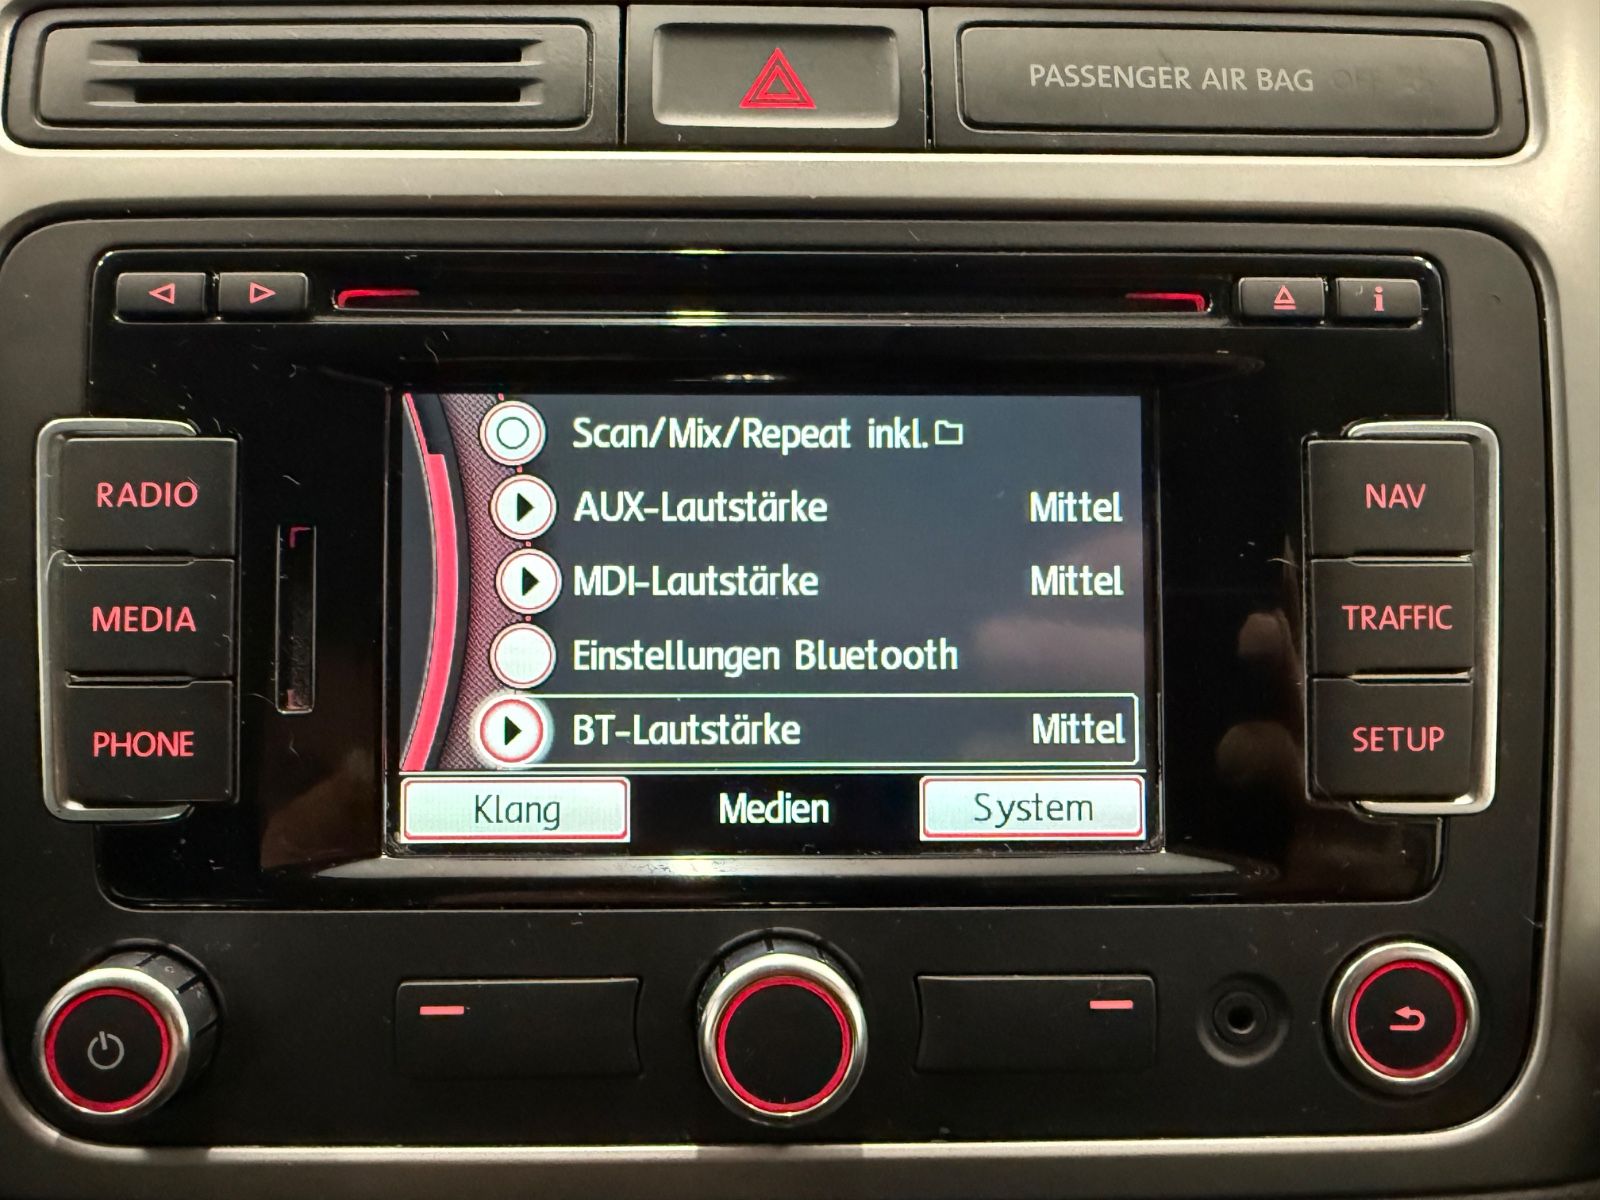 PASSENGER AIR BAG OFF
RADIO
MEDIA
PHONE
Scan/Mix/Repeat inkl.
AUX-Lautstärke Mittel
MDI-Lautstärke Mittel
Einstellungen Bluetooth
BT-Lautstärke Mittel
Klang Medien System
NAV
TRAFFIC
SETUP